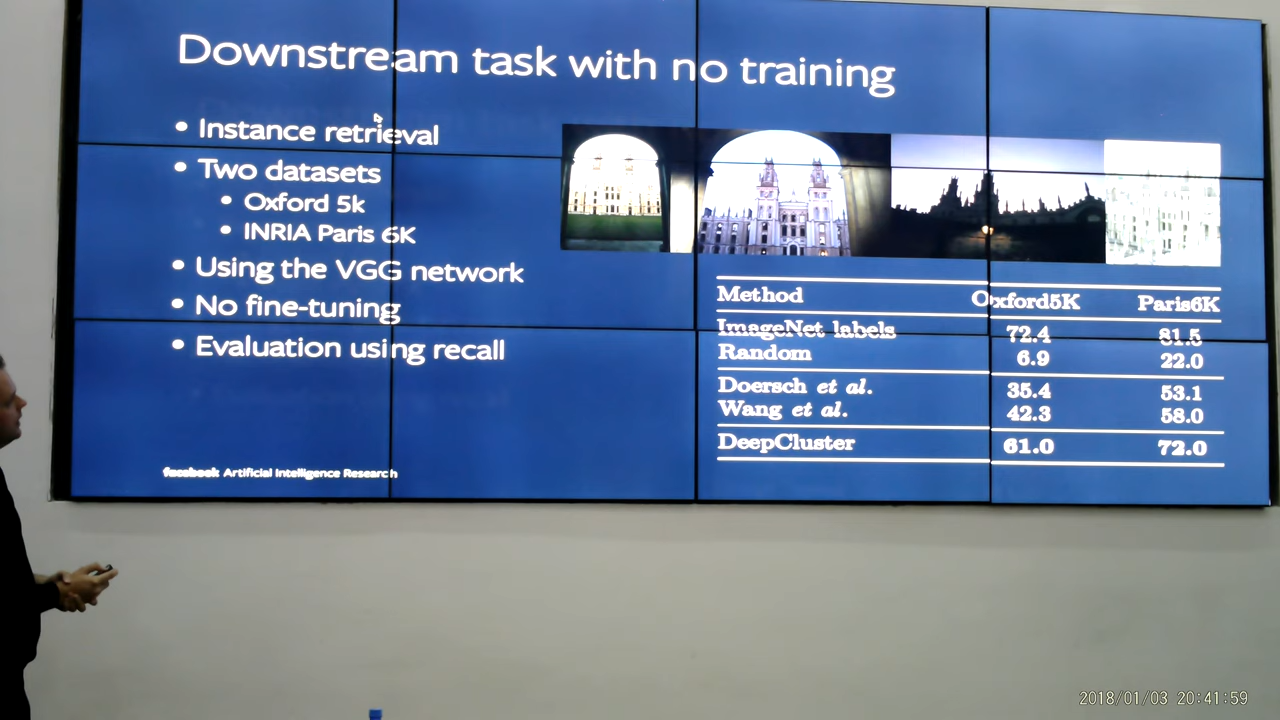 Downstream task with no training
• Instance retrieval
• Two datasets
• Oxford 5k
• INRIA Paris 6K
• Using the VGG network
• No fine-tuning
• Evaluation using recall
Method Oxford5K Paris6K
ImageNet labels 72.4 81.5
Random 6.9 22.0
Doersch et al. 35.4 53.1
Wang et al. 42.3 58.0
DeepCluster 61.0 72.0
facebook Artificial Intelligence Research
2018/01/03 20:41:59